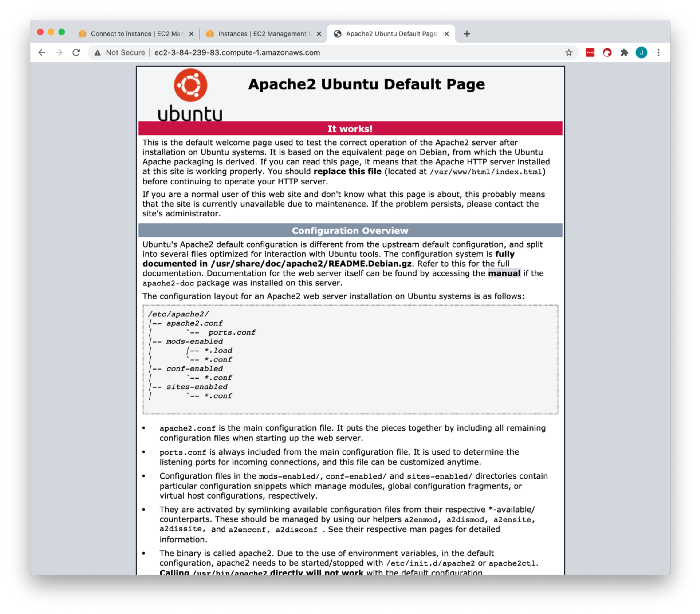 Connect to instance | EC2 Man
Instances | EC2 Management C
Apache2 Ubuntu Default Page
Not Secure | ec2-3-84-239-83.compute-1.amazonaws.com
J
ubuntu
Apache2 Ubuntu Default Page
It works!
This is the default welcome page used to test the correct operation of the Apache2 server after
installation on Ubuntu systems. It is based on the equivalent page on Debian, from which the Ubuntu
Apache packaging is derived. If you can read this page, it means that the Apache HTTP server installed
at this site is working properly. You should replace this file (located at /var/www/html/index.html)
before continuing to operate your HTTP server.
If you are a normal user of this web site and don't know what this page is about, this probably means
that the site is currently unavailable due to maintenance. If the problem persists, please contact the
site's administrator.
Configuration Overview
Ubuntu's Apache2 default configuration is different from the upstream default configuration, and split
into several files optimized for interaction with Ubuntu tools. The configuration system is fully
documented in /usr/share/doc/apache2/README.Debian.gz. Refer to this for the full
documentation. Documentation for the web server itself can be found by accessing the manual if the
apache2-doc package was installed on this server.
The configuration layout for an Apache2 web server installation on Ubuntu systems is as follows:
/etc/apache2/
|-- apache2.conf
|       `--  ports.conf
|-- mods-enabled
|       |-- *.load
|       `-- *.conf
|-- conf-enabled
|       `-- *.conf
|-- sites-enabled
|       `-- *.conf
• apache2.conf is the main configuration file. It puts the pieces together by including all remaining
configuration files when starting up the web server.
• ports.conf is always included from the main configuration file. It is used to determine the
listening ports for incoming connections, and this file can be customized anytime.
• Configuration files in the mods-enabled/, conf-enabled/ and sites-enabled/ directories contain
particular configuration snippets which manage modules, global configuration fragments, or
virtual host configurations, respectively.
• They are activated by symlinking available configuration files from their respective *-available/
counterparts. These should be managed by using our helpers a2enmod, a2dismod, a2ensite,
a2dissite, and a2enconf, a2disconf . See their respective man pages for detailed
information.
• The binary is called apache2. Due to the use of environment variables, in the default
configuration, apache2 needs to be started/stopped with /etc/init.d/apache2 or apache2ctl.
Calling /usr/bin/apache2 directly will not work with the default configuration.